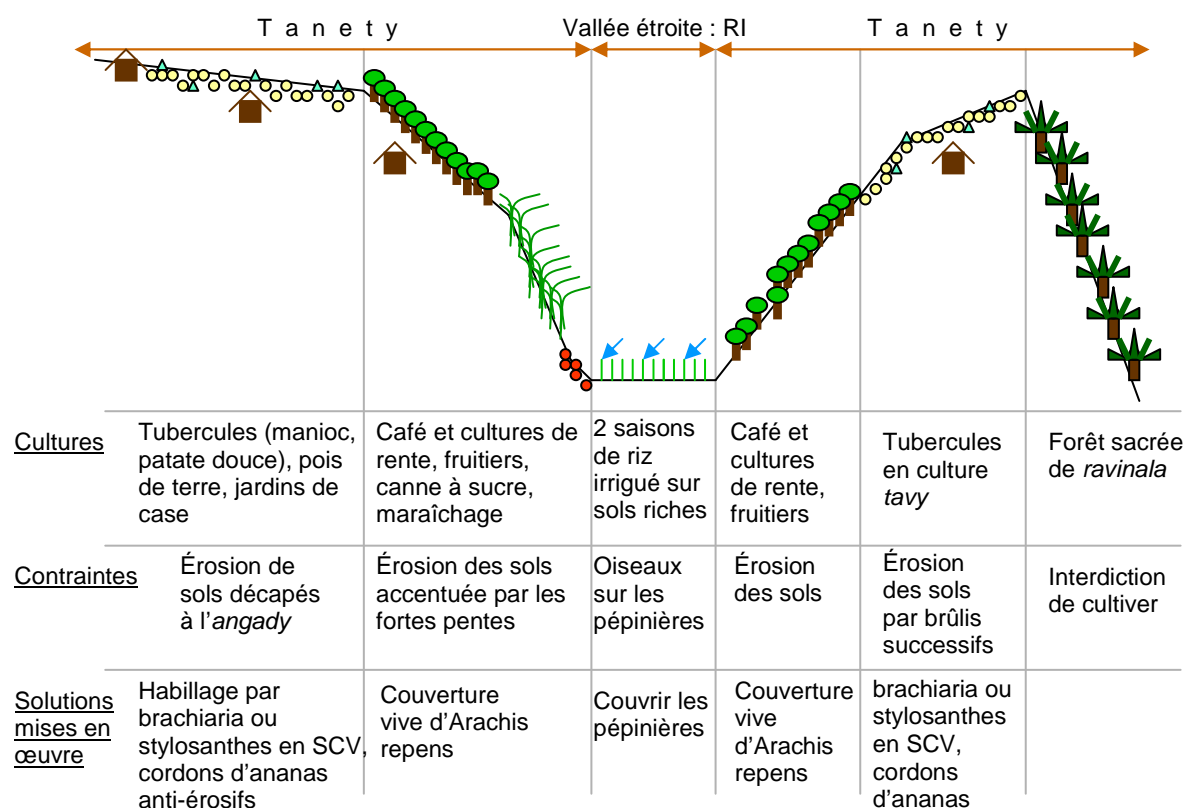 T a n e t y
Vallée étroite : RI
T a n e t y
Cultures
Tubercules (manioc,
patate douce), pois
de terre, jardins de
case
Café et cultures de
rente, fruitiers,
canne à sucre,
maraîchage
2 saisons
de riz
irrigué sur
sols riches
Café et
cultures
de rente,
fruitiers
Tubercules
en culture
tavy
Forêt sacrée
de ravinala
Contraintes
Érosion de
sols décapés
à l'angady
Érosion des sols
accentuée par les
fortes pentes
Oiseaux
sur les
pépinières
Érosion
des sols
Érosion
des sols
par brûlis
successifs
Interdiction
de cultiver
Solutions
mises en
œuvre
Habillage par
brachiaria ou
stylosanthes en SCV,
cordons d'ananas
anti-érosifs
Couverture
vive d'Arachis
repens
Couvrir les
pépinières
Couverture
vive
d'Arachis
repens
brachiaria ou
stylosanthes
en SCV,
cordons
d'ananas